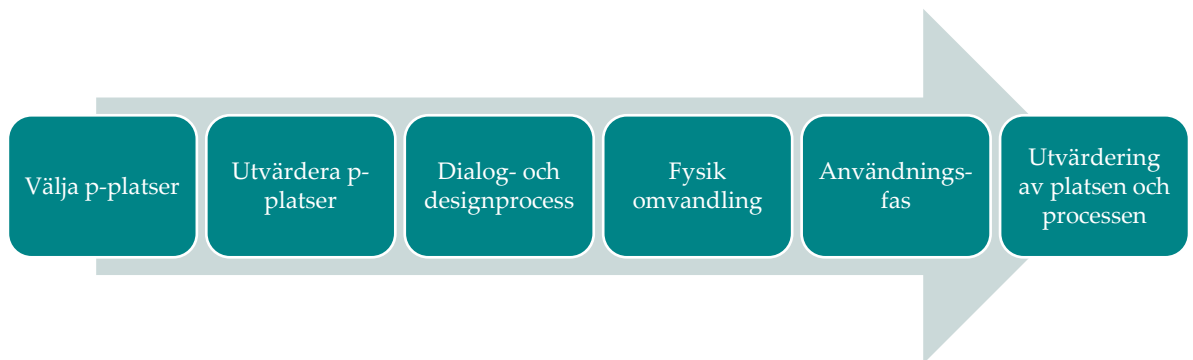 Välja p-platser
Utvärdera p-
platser
Dialog- och
designprocess
Fysik
omvandling
Användnings-
fas
Utvärdering
av platsen och
processen